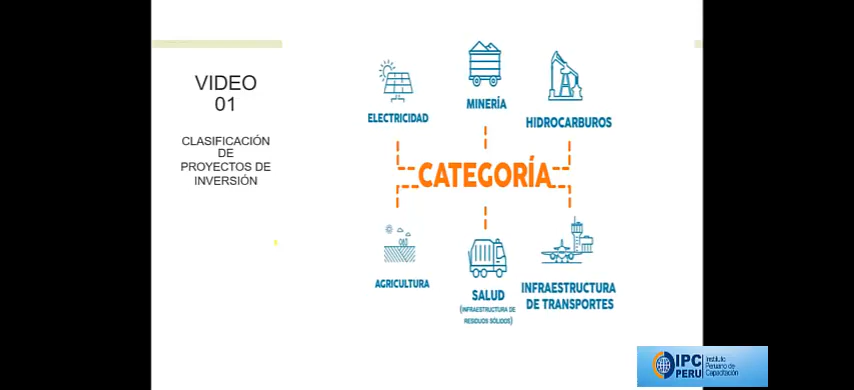 VIDEO
01
CLASIFICACIÓN
DE
PROYECTOS DE
INVERSIÓN
ELECTRICIDAD
MINERÍA
HIDROCARBUROS
CATEGORÍA
AGRICULTURA
SALUD
(INFRAESTRUCTURA DE
RESIDUOS SÓLIDOS)
INFRAESTRUCTURA
DE TRANSPORTES
IPC
PERU
Instituto
Peruano de
Capacitación